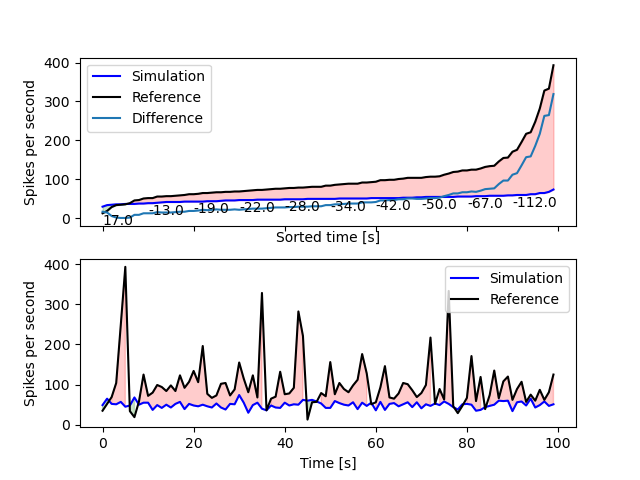 400
300
200
100
0
Spikes per second
Simulation
Reference
Difference
17.0 -13.0 -19.0 -22.0 -28.0 -34.0 -42.0 -50.0 -67.0 -112.0
Sorted time [s]
400
300
200
100
0
Spikes per second
Simulation
Reference
0 20 40 60 80 100
Time [s]